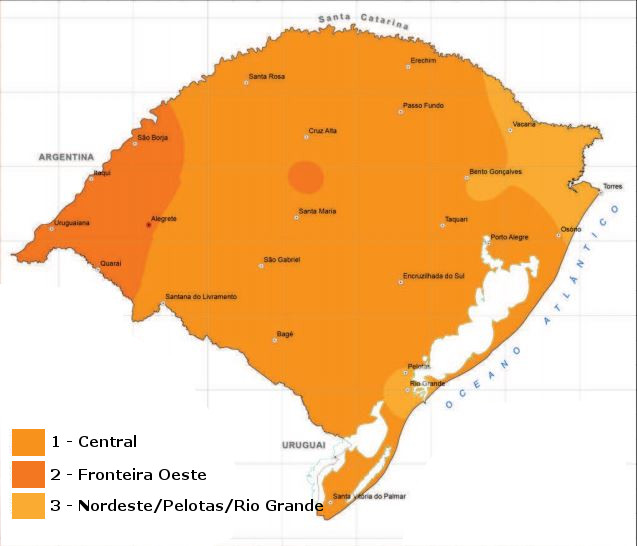 Santa Catarina
Erechim
Santa Rosa
Passo Fundo
Vacaria
Cruz Alta
São Borja
ARGENTINA
Itaqui
Bento Gonçalves
Torres
Santa Maria
Alegrete
Taquari
Uruguaiana
Osório
Porto Alegre
OCEANO ATLÂNTICO
São Gabriel
Quaraí
Encruzilhada do Sul
Santana do Livramento
Bagé
Pelotas
Rio Grande
URUGUAI
Santa Vitória do Palmar
1 - Central
2 - Fronteira Oeste
3 - Nordeste/Pelotas/Rio Grande